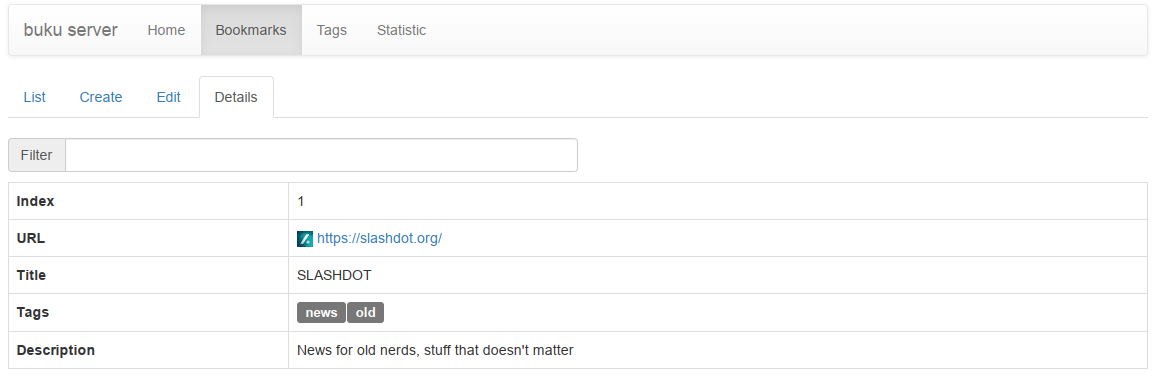 buku server Home Bookmarks Tags Statistic
List Create Edit Details
Filter
Index 1
URL https://slashdot.org/
Title SLASHDOT
Tags news old
Description News for old nerds, stuff that doesn't matter